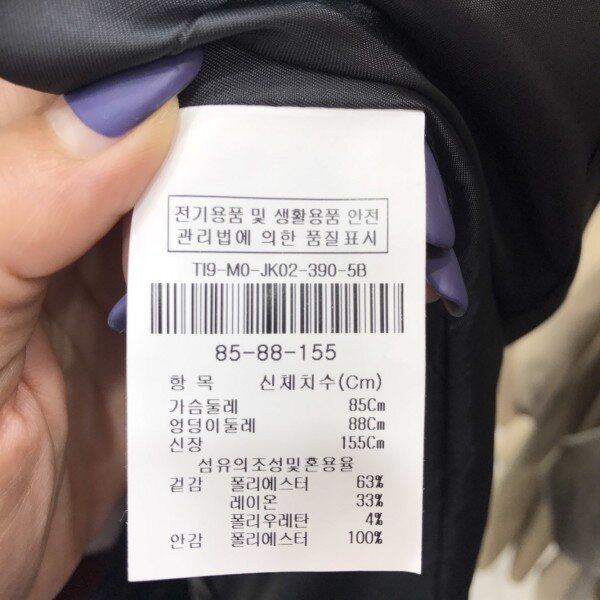 전기용품 및 생활용품 안전
관리법에 의한 품질표시
TI9-MO-JK02-390-5B
85-88-155
항 목 신체치수(Cm)
가슴둘레 85Cm
엉덩이둘레 88Cm
신장 155Cm
섬유의조성및혼용율
겉감 폴리에스터 63%
레이온 33%
폴리우레탄 4%
안감 폴리에스터 100%